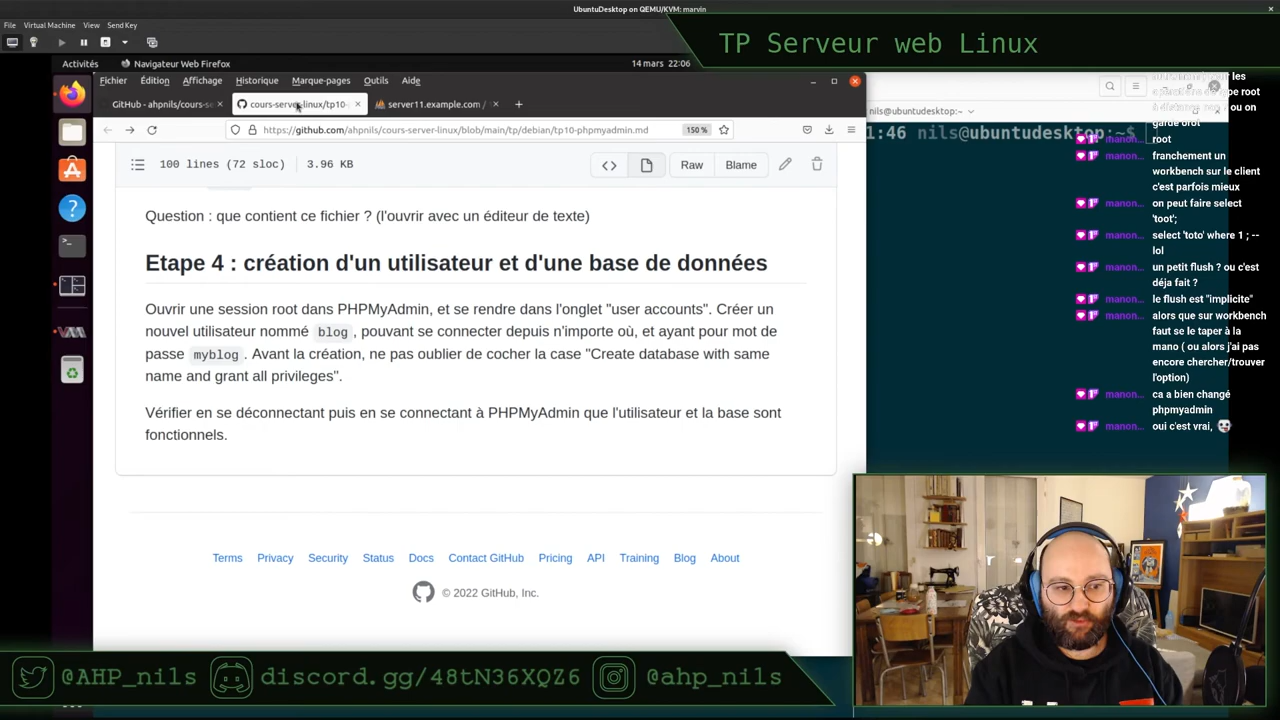 UbuntuDesktop on QEMU/KVM: marvin
File Virtual Machine View Send Key
TP Serveur web Linux
Activités Navigateur Web Firefox 14 mars 22:06
Fichier Édition Affichage Historique Marque-pages Outils Aide
GitHub - ahpnils/cours-se
cours-server-linux/tp10-
server11.example.com /
https://github.com/ahpnils/cours-server-linux/blob/main/tp/debian/tp10-phpmyadmin.md 150 %
100 lines (72 sloc) 3.96 KB
Raw Blame
Question : que contient ce fichier ? (l'ouvrir avec un éditeur de texte)
Etape 4 : création d'un utilisateur et d'une base de données
Ouvrir une session root dans PHPMyAdmin, et se rendre dans l'onglet "user accounts". Créer un
nouvel utilisateur nommé blog , pouvant se connecter depuis n'importe où, et ayant pour mot de
passe myblog . Avant la création, ne pas oublier de cocher la case "Create database with same
name and grant all privileges".
Vérifier en se déconnectant puis en se connectant à PHPMyAdmin que l'utilisateur et la base sont
fonctionnels.
Terms Privacy Security Status Docs Contact GitHub Pricing API Training Blog About
© 2022 GitHub, Inc.
nils@ubuntudesktop:~
1:46 nils@ubuntudesktop:~$
root
manon... franchement un
workbench sur le client
c'est parfois mieux
manon... on peut faire select
'toot';
manon... select 'toto' where 1 ; --
lol
manon... un petit flush ? ou c'est
déja fait ?
manon... le flush est "implicite"
manon... alors que sur workbench
faut se le taper à la
mano ( ou alors j'ai pas
encore chercher/trouver
l'option)
manon... ca a bien changé
phpmyadmin
manon... oui c'est vrai,
@AHP_nils discord.gg/48tN36XQZ6 @ahp_nils